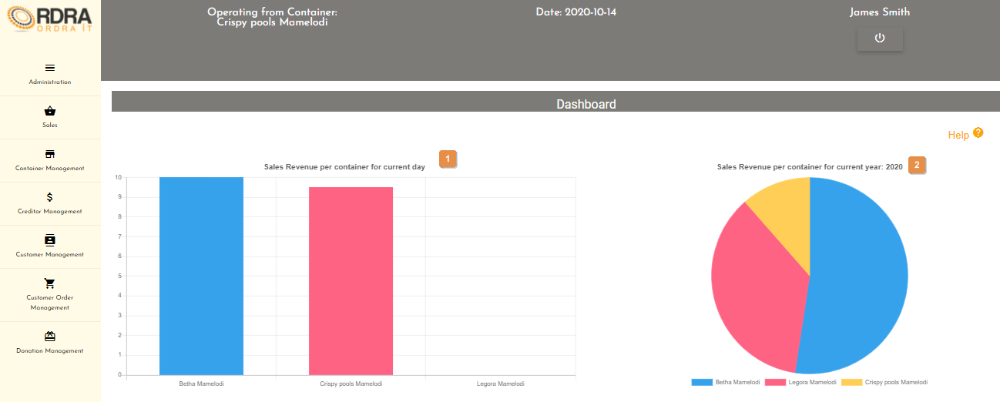 RDRA
ORDRA IT
Operating from Container:
Crispy pools Mamelodi
Date: 2020-10-14
James Smith
Administration
Sales
Container Management
Creditor Management
Customer Management
Customer Order
Management
Donation Management
Dashboard
Help ?
Sales Revenue per container for current day
1
10
9
8
7
6
5
4
3
2
1
0
Betha Mamelodi
Crispy pools Mamelodi
Legora Mamelodi
Sales Revenue per container for current year: 2020
2
Betha Mamelodi
Legora Mamelodi
Crispy pools Mamelodi